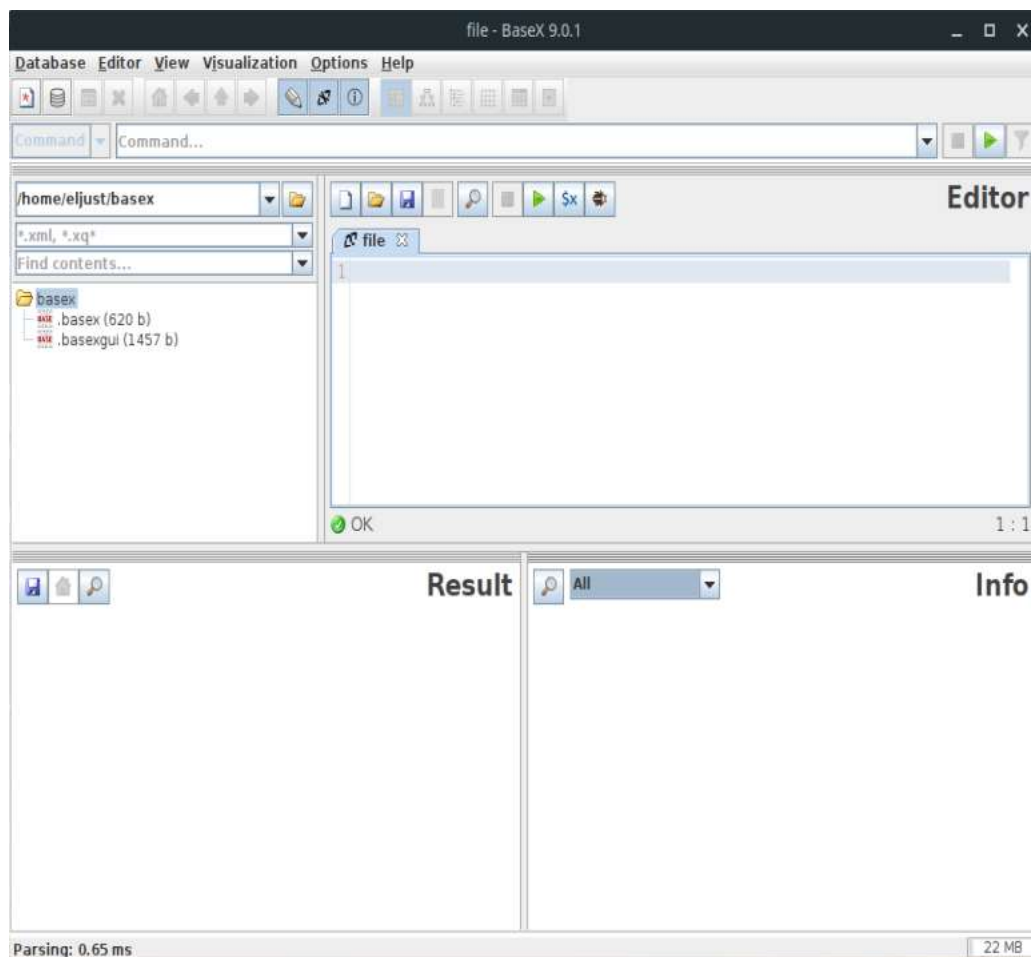 file - BaseX 9.0.1
Database Editor View Visualization Options Help
Command Command...
/home/eljust/basex
*.xml, *.xq*
Find contents...
basex
.basex (620 b)
.basexgui (1457 b)
$x
Editor
file
1
OK
1 : 1
Result
All
Info
Parsing: 0.65 ms
22 MB